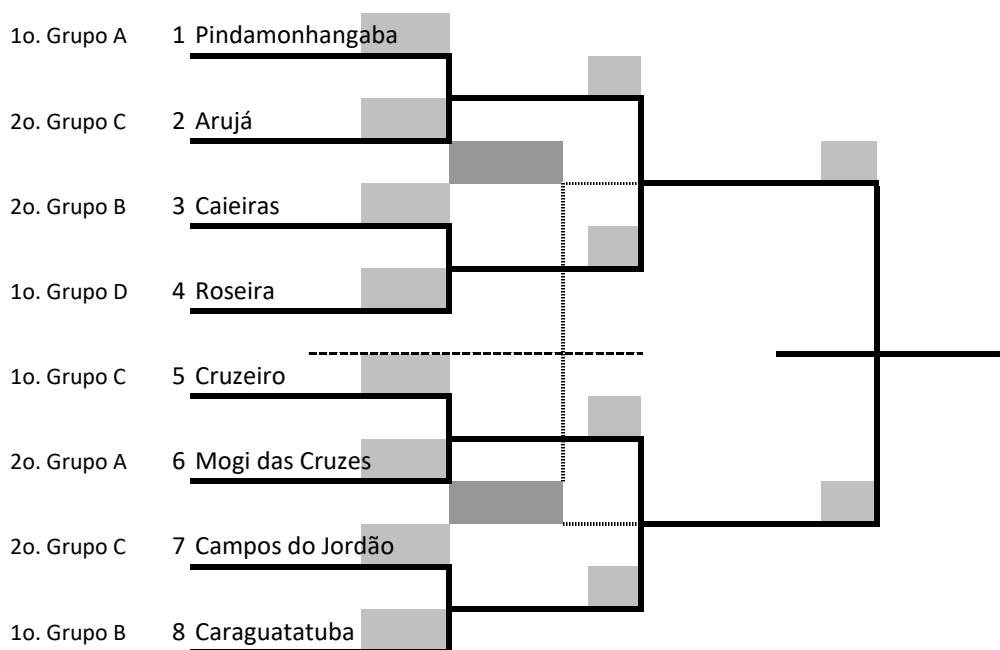 1o. Grupo A 1 Pindamonhangaba
2o. Grupo C 2 Arujá
2o. Grupo B 3 Caieiras
1o. Grupo D 4 Roseira
1o. Grupo C 5 Cruzeiro
2o. Grupo A 6 Mogi das Cruzes
2o. Grupo C 7 Campos do Jordão
1o. Grupo B 8 Caraguatatuba